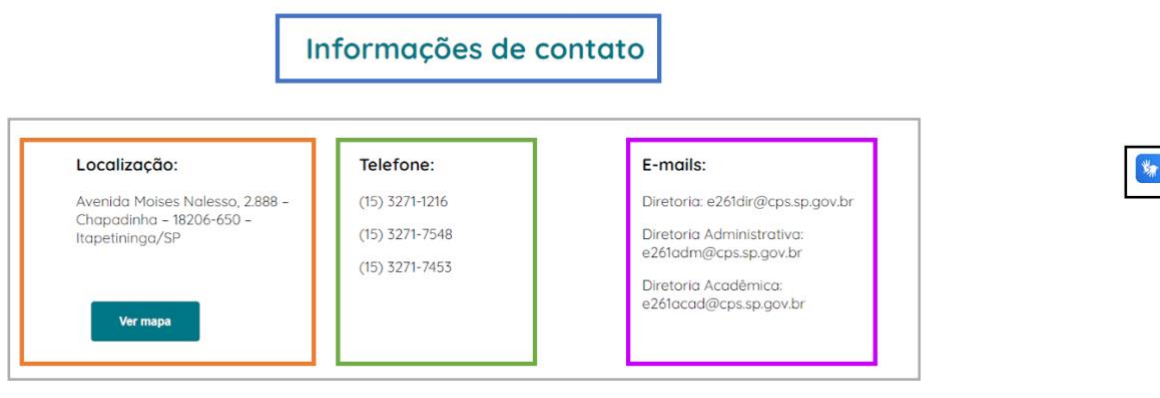 Informações de contato
Localização:
Avenida Moises Nalesso, 2.888 –
Chapadinha – 18206-650 –
Itapetininga/SP
Ver mapa
Telefone:
(15) 3271-1216
(15) 3271-7548
(15) 3271-7453
E-mails:
Diretoria: e261dir@cps.sp.gov.br
Diretoria Administrativa:
e261adm@cps.sp.gov.br
Diretoria Acadêmica:
e261acad@cps.sp.gov.br